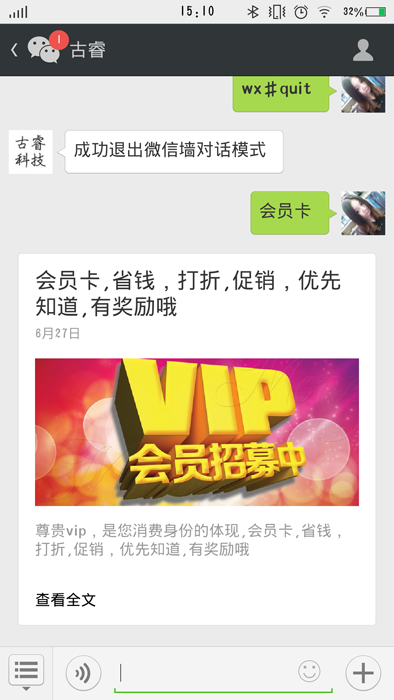 15:10
32%
1
古睿
wx#quit
古睿
科技
成功退出微信墙对话模式
会员卡
会员卡,省钱，打折,促销，优先
知道,有奖励哦
6月27日
VIP
会员招募中
尊贵vip，是您消费身份的体现,会员卡,省钱，
打折,促销，优先知道,有奖励哦
查看全文